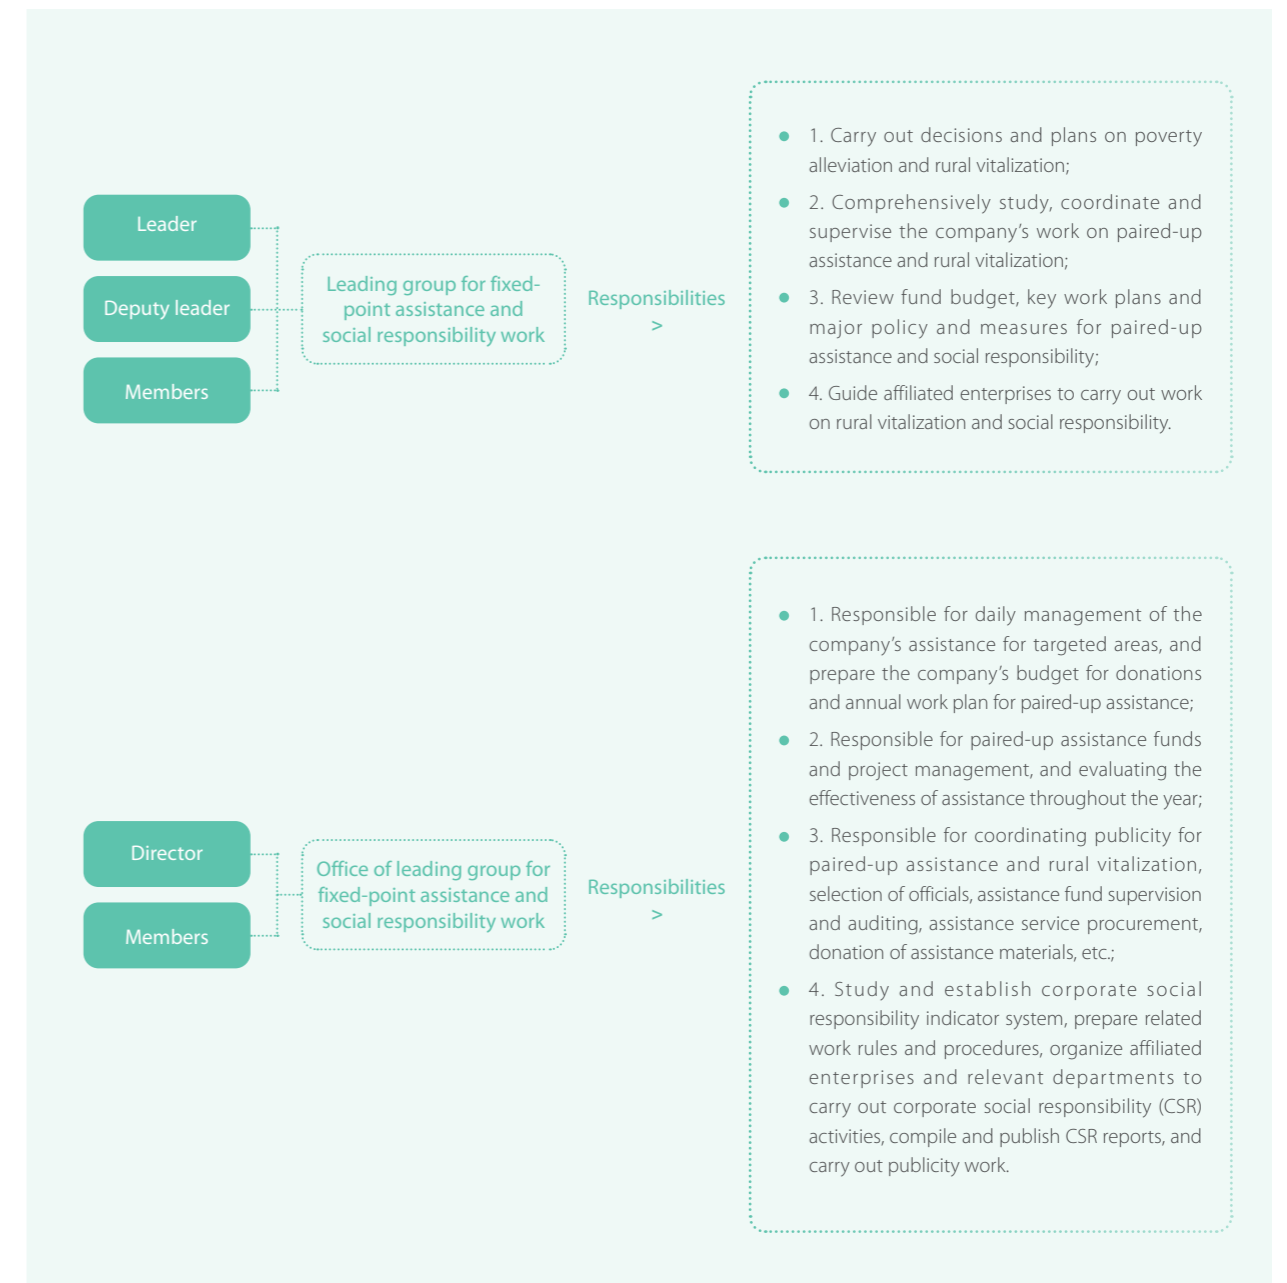 Leader
Deputy leader
Members
Leading group for fixed-
point assistance and
social responsibility work
Responsibilities
>
● 1. Carry out decisions and plans on poverty
alleviation and rural vitalization;
● 2. Comprehensively study, coordinate and
supervise the company’s work on paired-up
assistance and rural vitalization;
● 3. Review fund budget, key work plans and
major policy and measures for paired-up
assistance and social responsibility;
● 4. Guide affiliated enterprises to carry out work
on rural vitalization and social responsibility.
Director
Members
Office of leading group for
fixed-point assistance and
social responsibility work
Responsibilities
>
● 1. Responsible for daily management of the
company’s assistance for targeted areas, and
prepare the company’s budget for donations
and annual work plan for paired-up assistance;
● 2. Responsible for paired-up assistance funds
and project management, and evaluating the
effectiveness of assistance throughout the year;
● 3. Responsible for coordinating publicity for
paired-up assistance and rural vitalization,
selection of officials, assistance fund supervision
and auditing, assistance service procurement,
donation of assistance materials, etc.;
● 4. Study and establish corporate social
responsibility indicator system, prepare related
work rules and procedures, organize affiliated
enterprises and relevant departments to
carry out corporate social responsibility (CSR)
activities, compile and publish CSR reports, and
carry out publicity work.